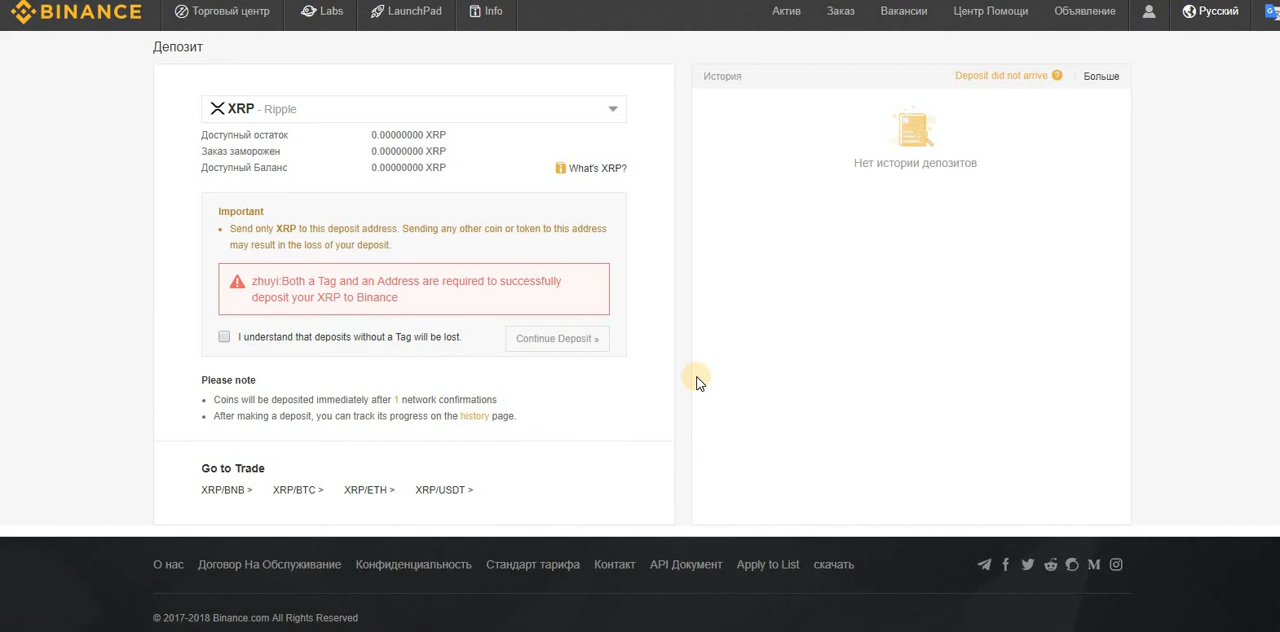 BINANCE
Торговый центр
Labs
LaunchPad
Info
Актив
Заказ
Вакансии
Центр Помощи
Объявление
Русский
Депозит
XRP - Ripple
Доступный остаток 0.00000000 XRP
Заказ заморожен 0.00000000 XRP
Доступный Баланс 0.00000000 XRP
What's XRP?
Important
• Send only XRP to this deposit address. Sending any other coin or token to this address
may result in the loss of your deposit.
zhuyi:Both a Tag and an Address are required to successfully
deposit your XRP to Binance
I understand that deposits without a Tag will be lost.
Continue Deposit »
Please note
• Coins will be deposited immediately after 1 network confirmations
• After making a deposit, you can track its progress on the history page.
Go to Trade
XRP/BNB > XRP/BTC > XRP/ETH > XRP/USDT >
История
Deposit did not arrive ?
Больше
Нет истории депозитов
О нас Договор На Обслуживание Конфиденциальность Стандарт тарифа Контакт API Документ Apply to List скачать
© 2017-2018 Binance.com All Rights Reserved